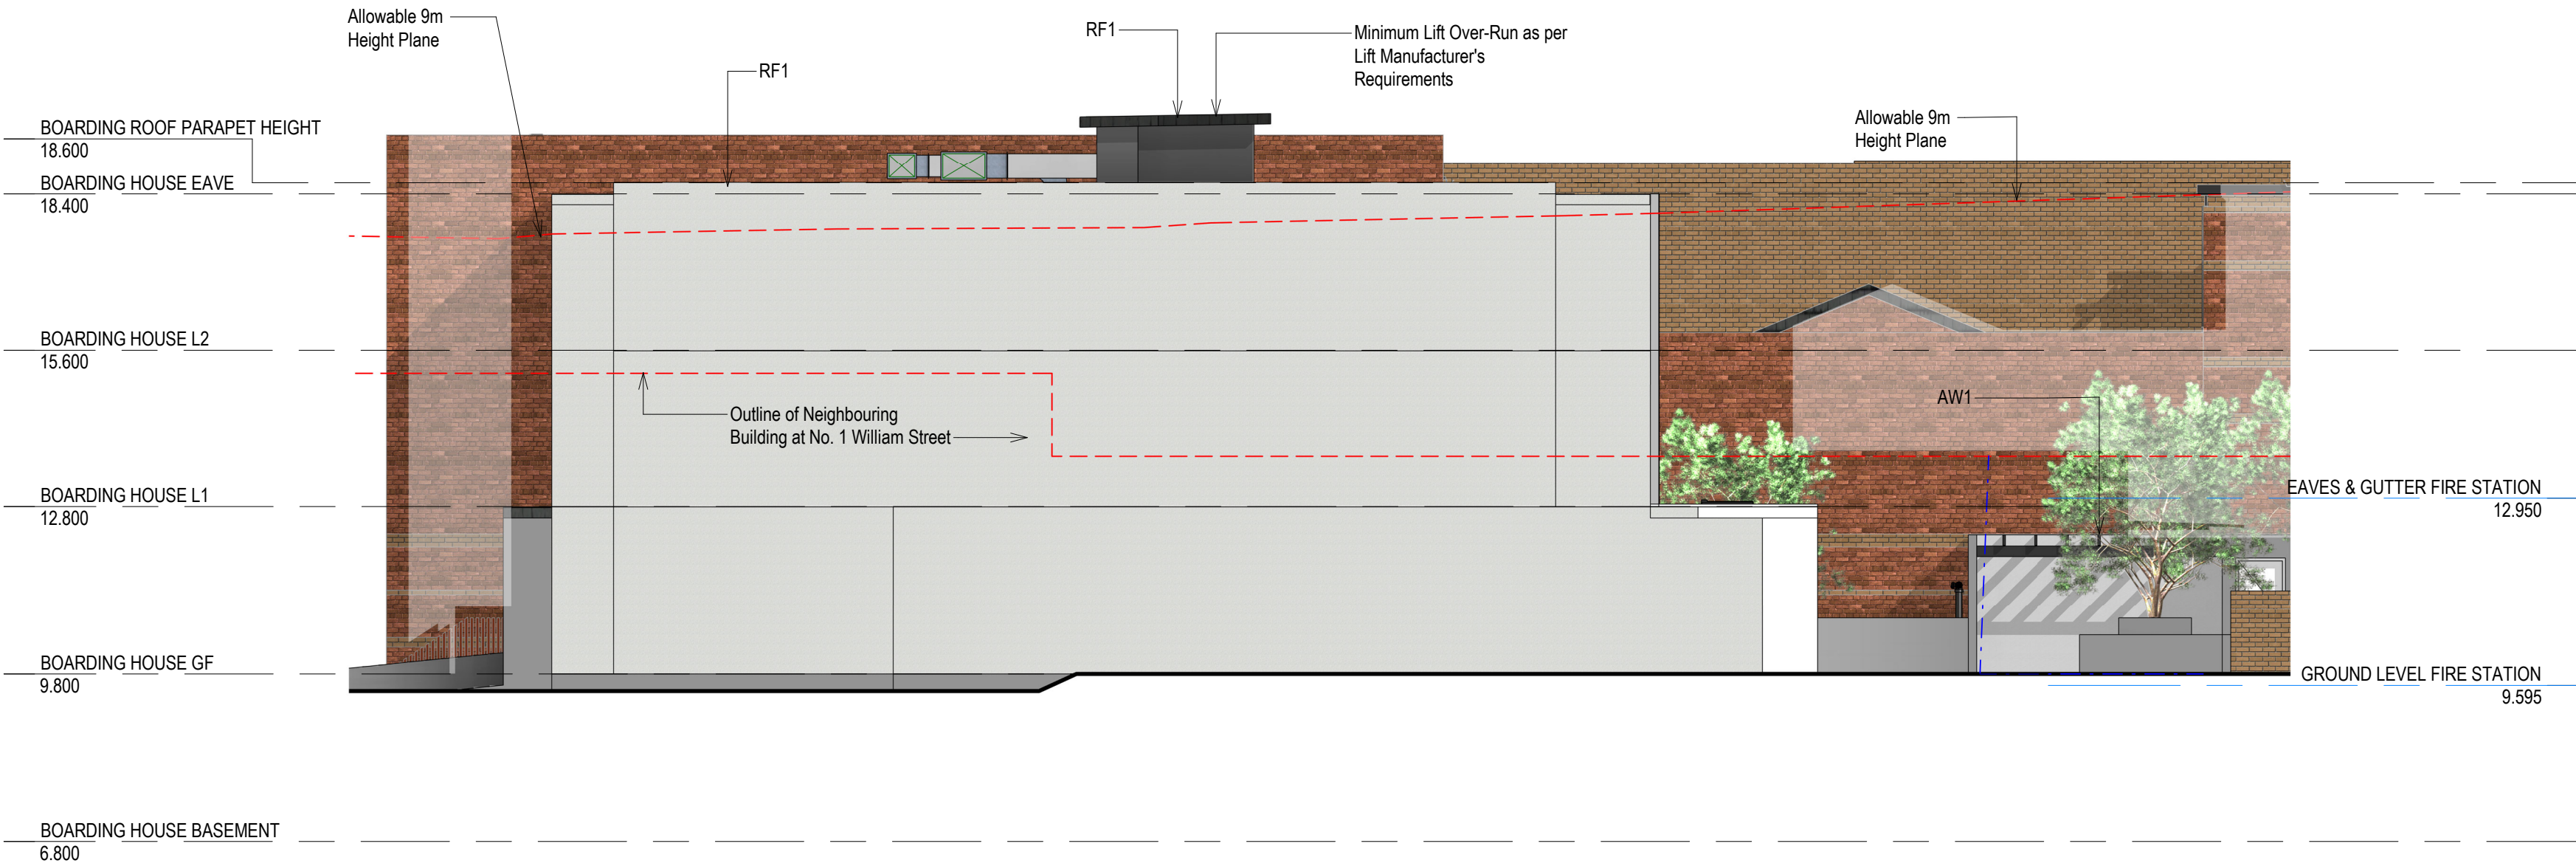 Allowable 9m
Height Plane
RF1
RF1
Minimum Lift Over-Run as per
Lift Manufacturer's
Requirements
Allowable 9m
Height Plane
BOARDING ROOF PARAPET HEIGHT
18.600
BOARDING HOUSE EAVE
18.400
BOARDING HOUSE L2
15.600
Outline of Neighbouring
Building at No. 1 William Street
AW1
BOARDING HOUSE L1
12.800
EAVES & GUTTER FIRE STATION
12.950
BOARDING HOUSE GF
9.800
GROUND LEVEL FIRE STATION
9.595
BOARDING HOUSE BASEMENT
6.800